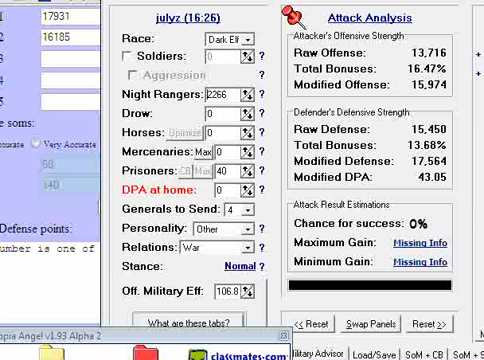 1 17931
2 16185
3
4
5
e soms:
ccurate Very Accurate
60
140
Defense points:
umber is one of
julyz (16:26)
Race: Dark Elf
Soldiers: 0 ?
Aggression
Night Rangers: 2266 ?
Drow: 0 ?
Horses: Optimize 0 ?
Mercenaries: Max 0 ?
Prisoners: CB Max 40 ?
DPA at home: 0 ?
Generals to Send: 4 ?
Personality: Other ?
Relations: War ?
Stance: Normal ?
Off. Military Eff: 106.8
What are these tabs?
Attack Analysis
Attacker's Offensive Strength
Raw Offense: 13,716
Total Bonuses: 16.47%
Modified Offense: 15,974
Defender's Defensive Strength
Raw Defense: 15,450
Total Bonuses: 13.68%
Modified Defense: 17,564
Modified DPA: 43.05
Attack Result Estimations
Chance for success: 0%
Maximum Gain: Missing Info
Minimum Gain: Missing Info
<< Reset Swap Panels Reset >>
ilitary Advisor Load/Save SoM + CB SoM + S
opia Angel v1.93 Alpha 2
classmates.com